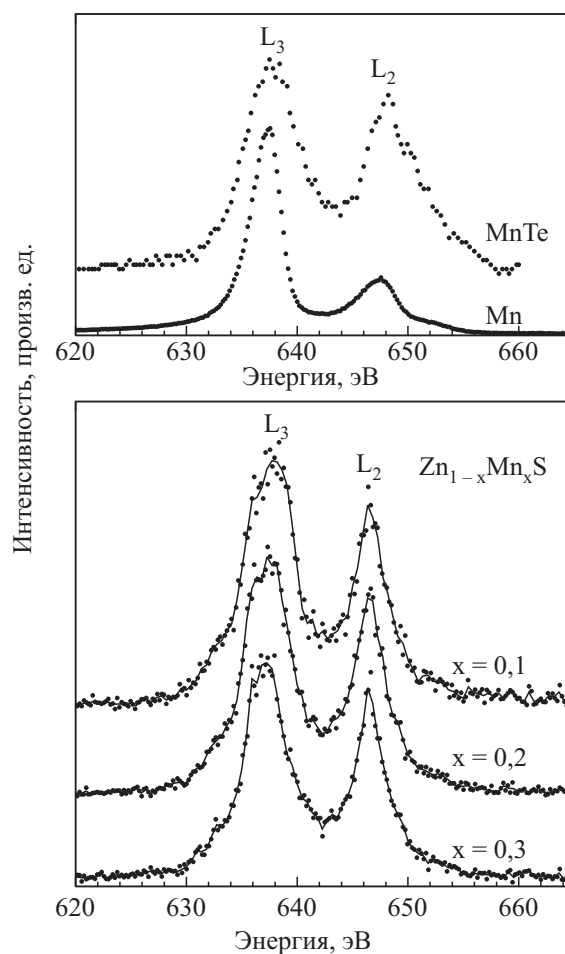 L3
L2
MnTe
Mn
620 630 640 650 660
Энергия, эВ
Интенсивность, произв. ед.
L3
L2
Zn1 – xMnxS
x = 0,1
x = 0,2
x = 0,3
620 630 640 650 660
Энергия, эВ